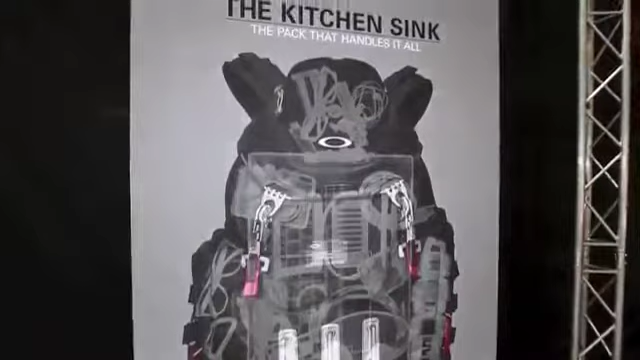 THE KITCHEN SINK
THE PACK THAT HANDLES IT ALL